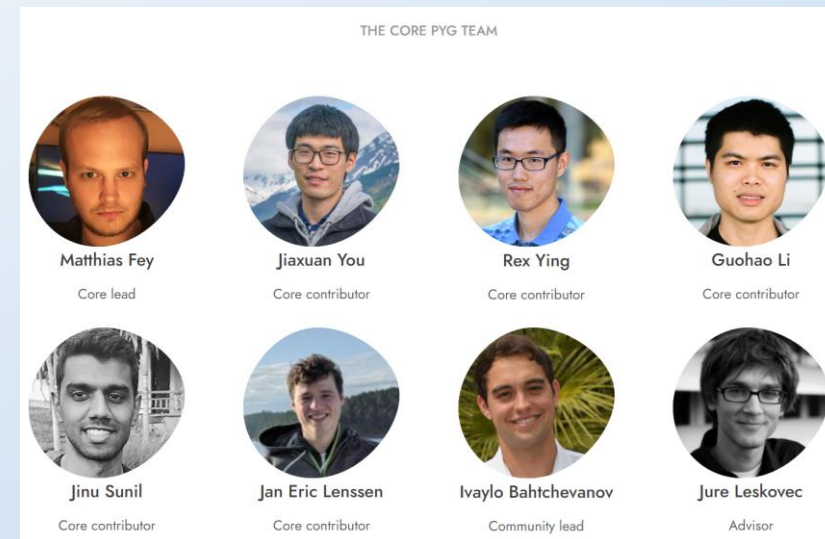 THE CORE PYG TEAM
Matthias Fey
Core lead
Jiaxuan You
Core contributor
Rex Ying
Core contributor
Guohao Li
Core contributor
Jinu Sunil
Core contributor
Jan Eric Lenssen
Core contributor
Ivaylo Bahtchevanov
Community lead
Jure Leskovec
Advisor